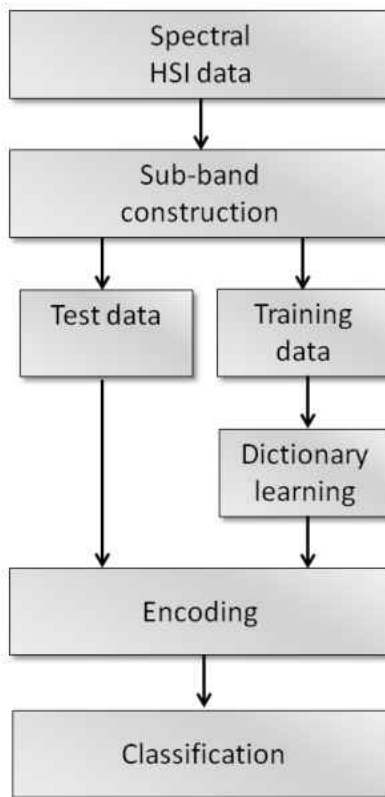 Spectral
HSI data
Sub-band
construction
Test data
Training
data
Dictionary
learning
Encoding
Classification